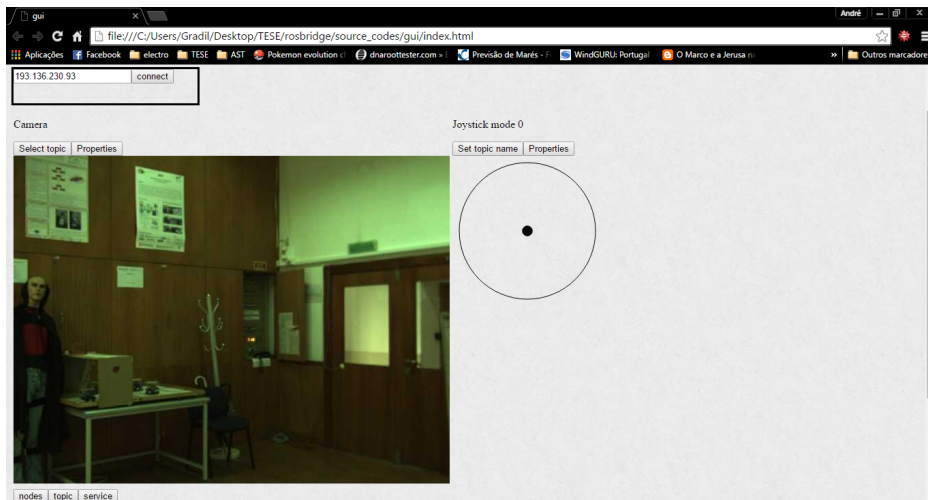 gui
André
file:///C:/Users/Gradil/Desktop/TESE/rosbridge/source_codes/gui/index.html
Aplicações Facebook electro TESE AST Pokemon evolution c dnaroottester.com » E Previsão de Marés - Fi WindGURU: Portugal O Marco e a Jerusa n » Outros marcadore
193.136.230.93 connect
Camera
Joystick mode 0
Select topic Properties
Set topic name Properties
nodes topic service